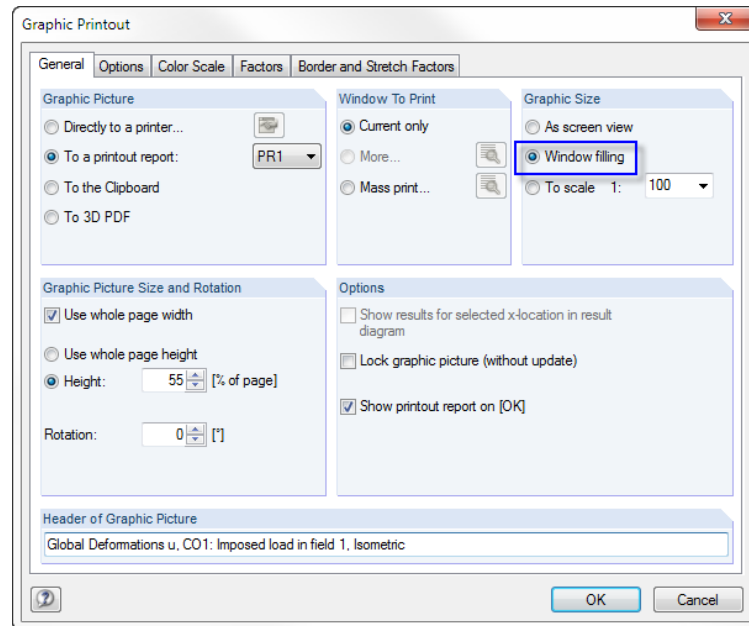 Graphic Printout
General Options Color Scale Factors Border and Stretch Factors
Graphic Picture
Directly to a printer...
To a printout report: PR1
To the Clipboard
To 3D PDF
Window To Print
Current only
More...
Mass print...
Graphic Size
As screen view
Window filling
To scale 1: 100
Graphic Picture Size and Rotation
Use whole page width
Use whole page height
Height: 55 [% of page]
Rotation: 0 [°]
Options
Show results for selected x-location in result
diagram
Lock graphic picture (without update)
Show printout report on [OK]
Header of Graphic Picture
Global Deformations u, CO1: Imposed load in field 1, Isometric
OK Cancel